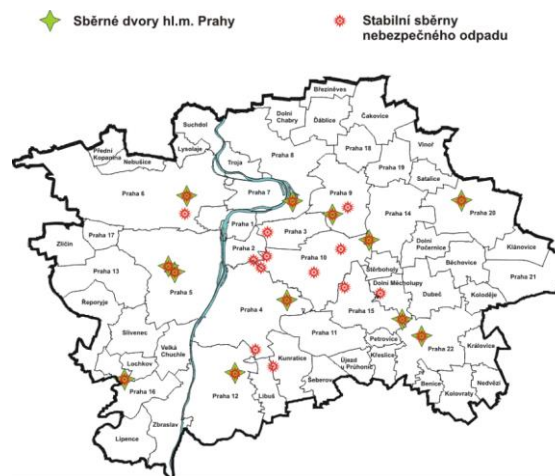 Sběrné dvory hl.m. Prahy
Stabilní sběrny
nebezpečného odpadu
Březiněves
Dolní
Chabry
Ďáblice
Čakovice
Suchdol
Lysolaje
Přední
Kopanina
Nebušice
Troja
Praha 8
Praha 18
Vinoř
Praha 19
Satalice
Praha 6
Praha 7
Praha 9
Praha 20
Praha 14
Praha 1
Praha 3
Zličín
Praha 17
Praha 2
Dolní
Počernice
Klánovice
Praha 10
Běchovice
Praha 13
Praha 5
Štěrboholy
Praha 21
Dolní Měcholupy
Dubeč
Koloděje
Řeporyje
Praha 4
Praha 15
Slivenec
Velká
Chuchle
Praha 11
Petrovice
Praha 22
Královice
Lochkov
Kunratice
Újezd
u Průhonic
Křeslice
Šeberov
Benice
Nedvězí
Kolovraty
Praha 16
Praha 12
Libuš
Zbraslav
Lipence